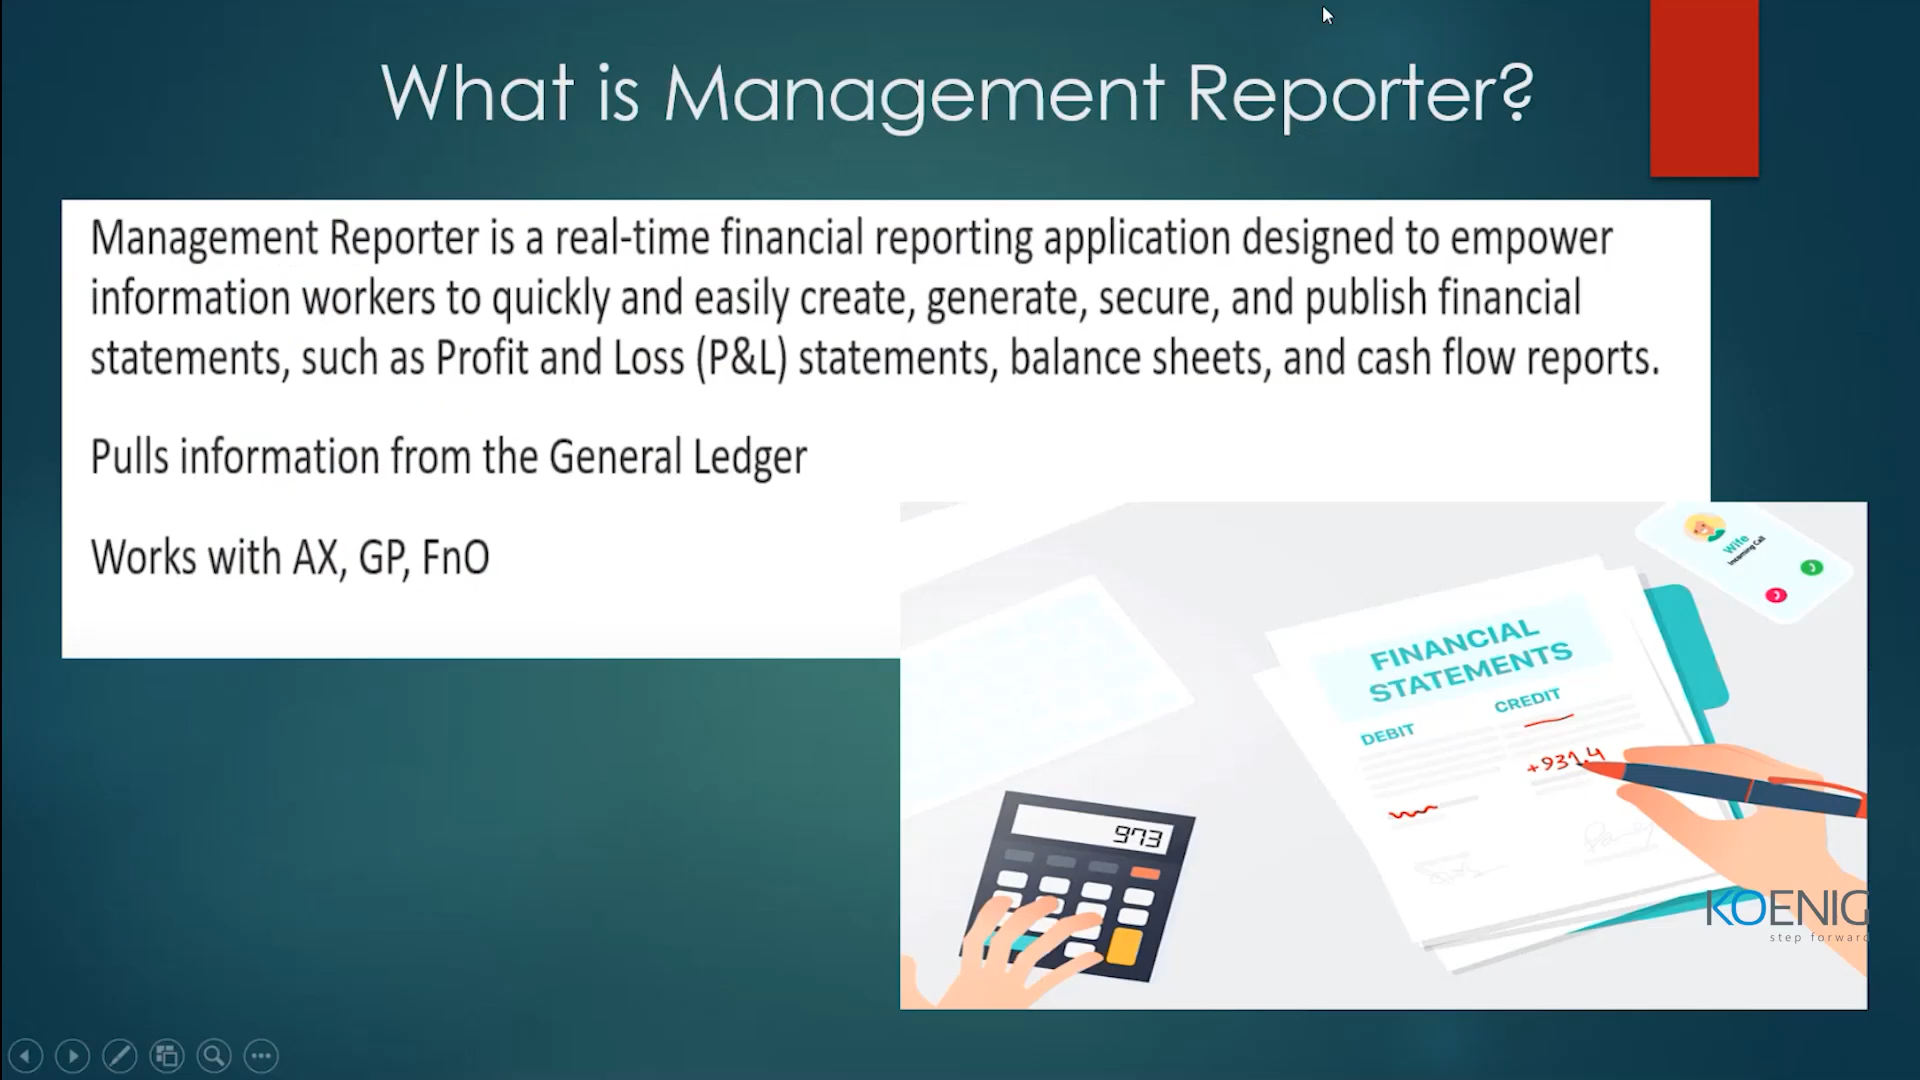 What is Management Reporter?
Management Reporter is a real-time financial reporting application designed to empower
information workers to quickly and easily create, generate, secure, and publish financial
statements, such as Profit and Loss (P&L) statements, balance sheets, and cash flow reports.
Pulls information from the General Ledger
Works with AX, GP, FnO
Wife
Incoming Call
FINANCIAL
STATEMENTS
DEBIT
CREDIT
+931.4
973
KOENIG
step forward